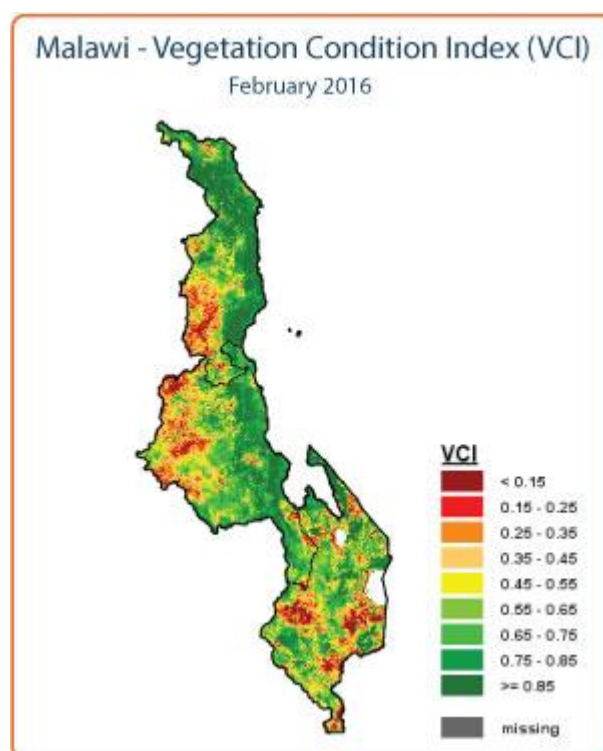 Malawi - Vegetation Condition Index (VCI)
February 2016
VCI
< 0.15
0.15 - 0.25
0.25 - 0.35
0.35 - 0.45
0.45 - 0.55
0.55 - 0.65
0.65 - 0.75
0.75 - 0.85
>= 0.85
missing